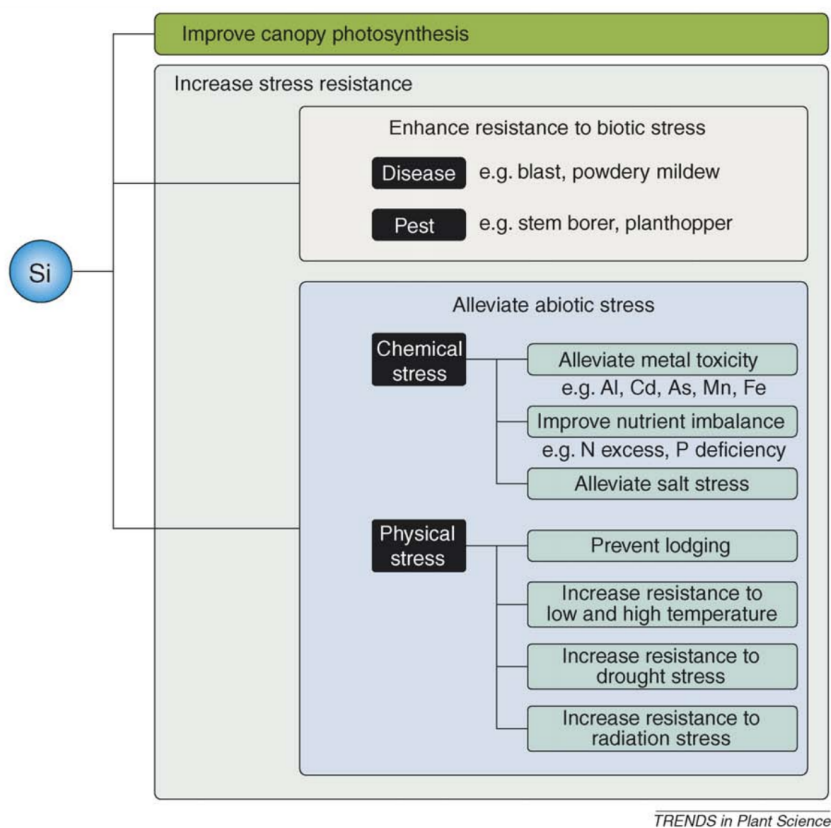 Improve canopy photosynthesis
Increase stress resistance
Enhance resistance to biotic stress
Disease e.g. blast, powdery mildew
Pest e.g. stem borer, planthopper
Si
Alleviate abiotic stress
Chemical
stress
Alleviate metal toxicity
e.g. Al, Cd, As, Mn, Fe
Improve nutrient imbalance
e.g. N excess, P deficiency
Alleviate salt stress
Physical
stress
Prevent lodging
Increase resistance to
low and high temperature
Increase resistance to
drought stress
Increase resistance to
radiation stress
TRENDS in Plant Science